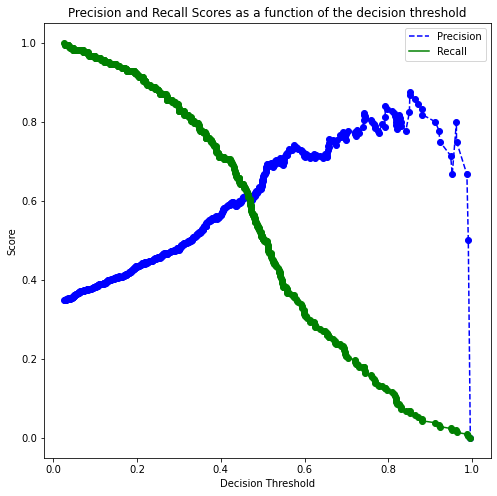 Precision and Recall Scores as a function of the decision threshold
Precision
Recall
Score
1.0
0.8
0.6
0.4
0.2
0.0
0.0 0.2 0.4 0.6 0.8 1.0
Decision Threshold